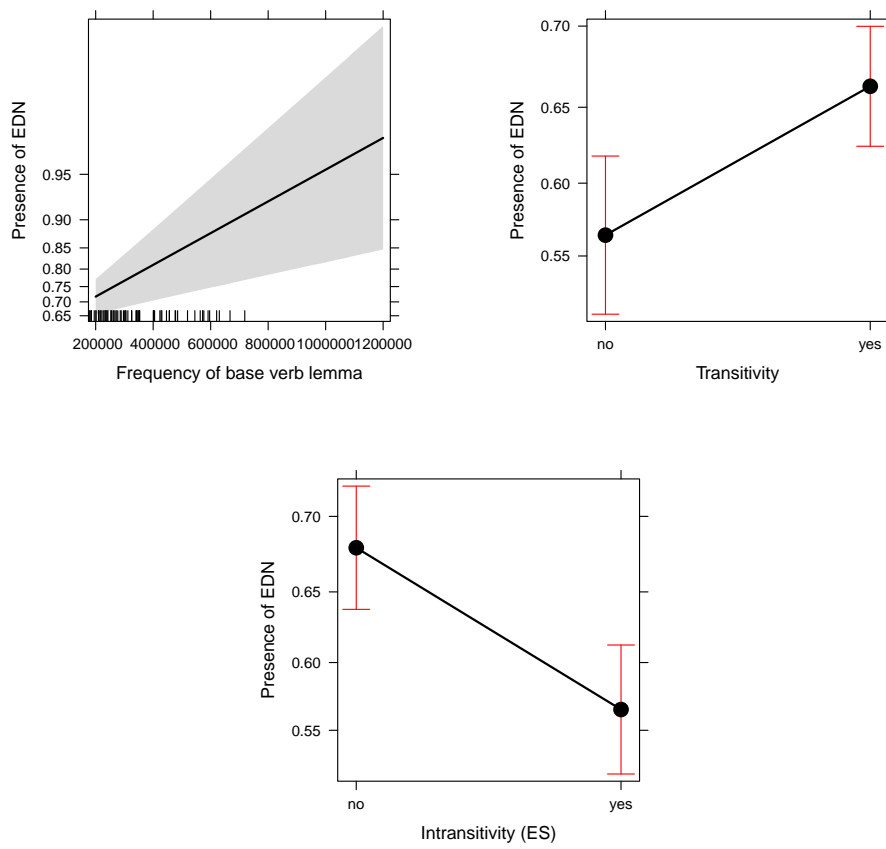 Presence of EDN
0.95
0.90
0.85
0.80
0.75
0.70
0.65
200000 400000 600000 800000 1000000 1200000
Frequency of base verb lemma
Presence of EDN
0.70
0.65
0.60
0.55
no yes
Transitivity
Presence of EDN
0.70
0.65
0.60
0.55
no yes
Intransitivity (ES)